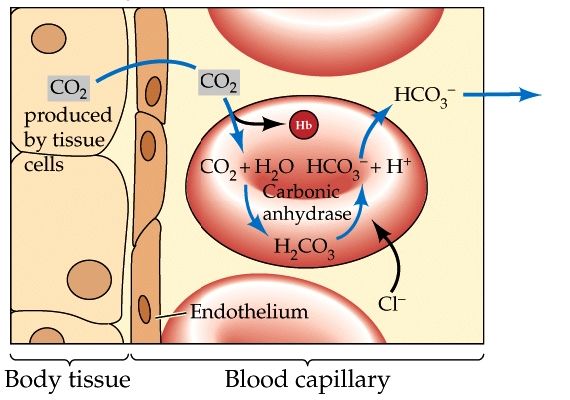 CO₂
produced
by tissue
cells
CO₂
HCO₃⁻
Hb
CO₂ + H₂O HCO₃⁻ + H⁺
Carbonic
anhydrase
H₂CO₃
Cl⁻
Endothelium
Body tissue
Blood capillary